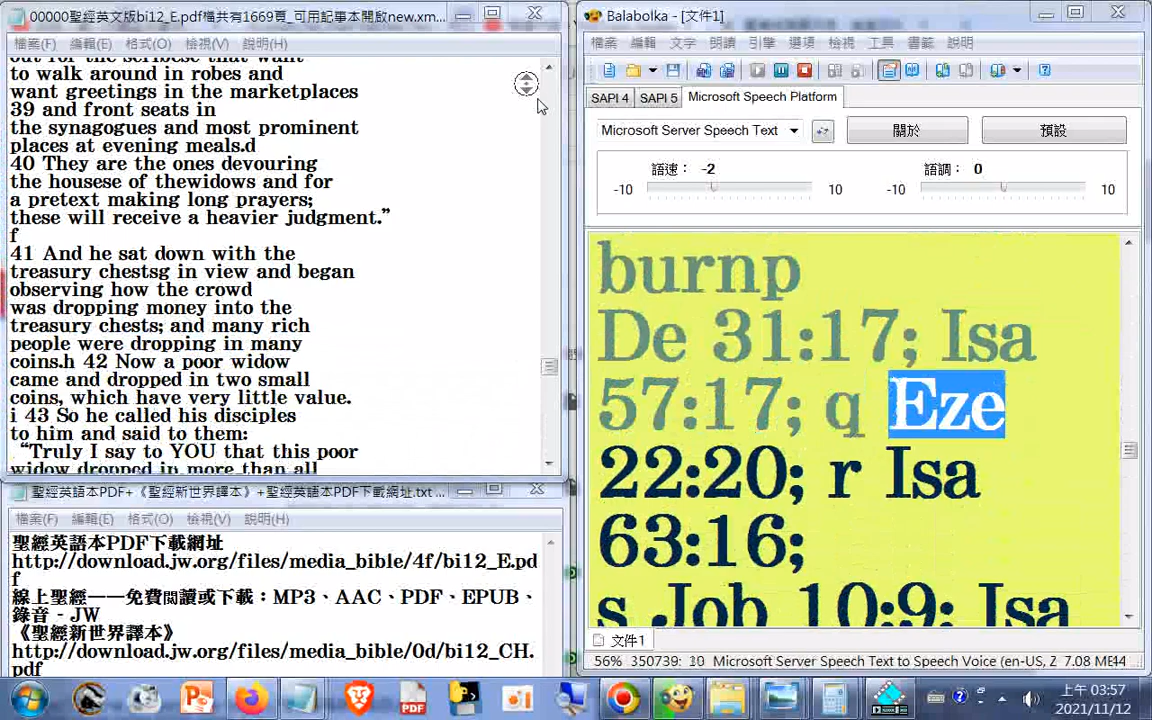 00000聖經英文版bi12_E.pdf檔共有1669頁_可用記事本開啟new.xm...
檔案(F) 編輯(E) 格式(O) 檢視(V) 說明(H)
out for the scribese that want
to walk around in robes and
want greetings in the marketplaces
39 and front seats in
the synagogues and most prominent
places at evening meals.d
40 They are the ones devouring
the housese of thewidows and for
a pretext making long prayers;
these will receive a heavier judgment.”
f
41 And he sat down with the
treasury chestsg in view and began
observing how the crowd
was dropping money into the
treasury chests; and many rich
people were dropping in many
coins.h 42 Now a poor widow
came and dropped in two small
coins, which have very little value.
i 43 So he called his disciples
to him and said to them:
“Truly I say to YOU that this poor
widow dropped in more than all
聖經英語本PDF+《聖經新世界譯本》+聖經英語本PDF下載網址.txt ...
檔案(F) 編輯(E) 格式(O) 檢視(V) 說明(H)
聖經英語本PDF下載網址
http://download.jw.org/files/media_bible/4f/bi12_E.pd
f
線上聖經——免費閱讀或下載：MP3、AAC、PDF、EPUB、
錄音 - JW
《聖經新世界譯本》
http://download.jw.org/files/media_bible/0d/bi12_CH.
pdf
Balabolka - [文件1]
檔案 編輯 文字 朗讀 引擎 選項 檢視 工具 書籤 說明
SAPI 4 SAPI 5 Microsoft Speech Platform
Microsoft Server Speech Text 關於 預設
語速： -2 語調： 0
-10 10 -10 10
burnp
De 31:17; Isa
57:17; q Eze
22:20; r Isa
63:16;
s Job 10:9; Isa
文件1
56% 350739: 10 Microsoft Server Speech Text to Speech Voice (en-US, Z 7.08 ME44
PDF
上午 03:57
2021/11/12